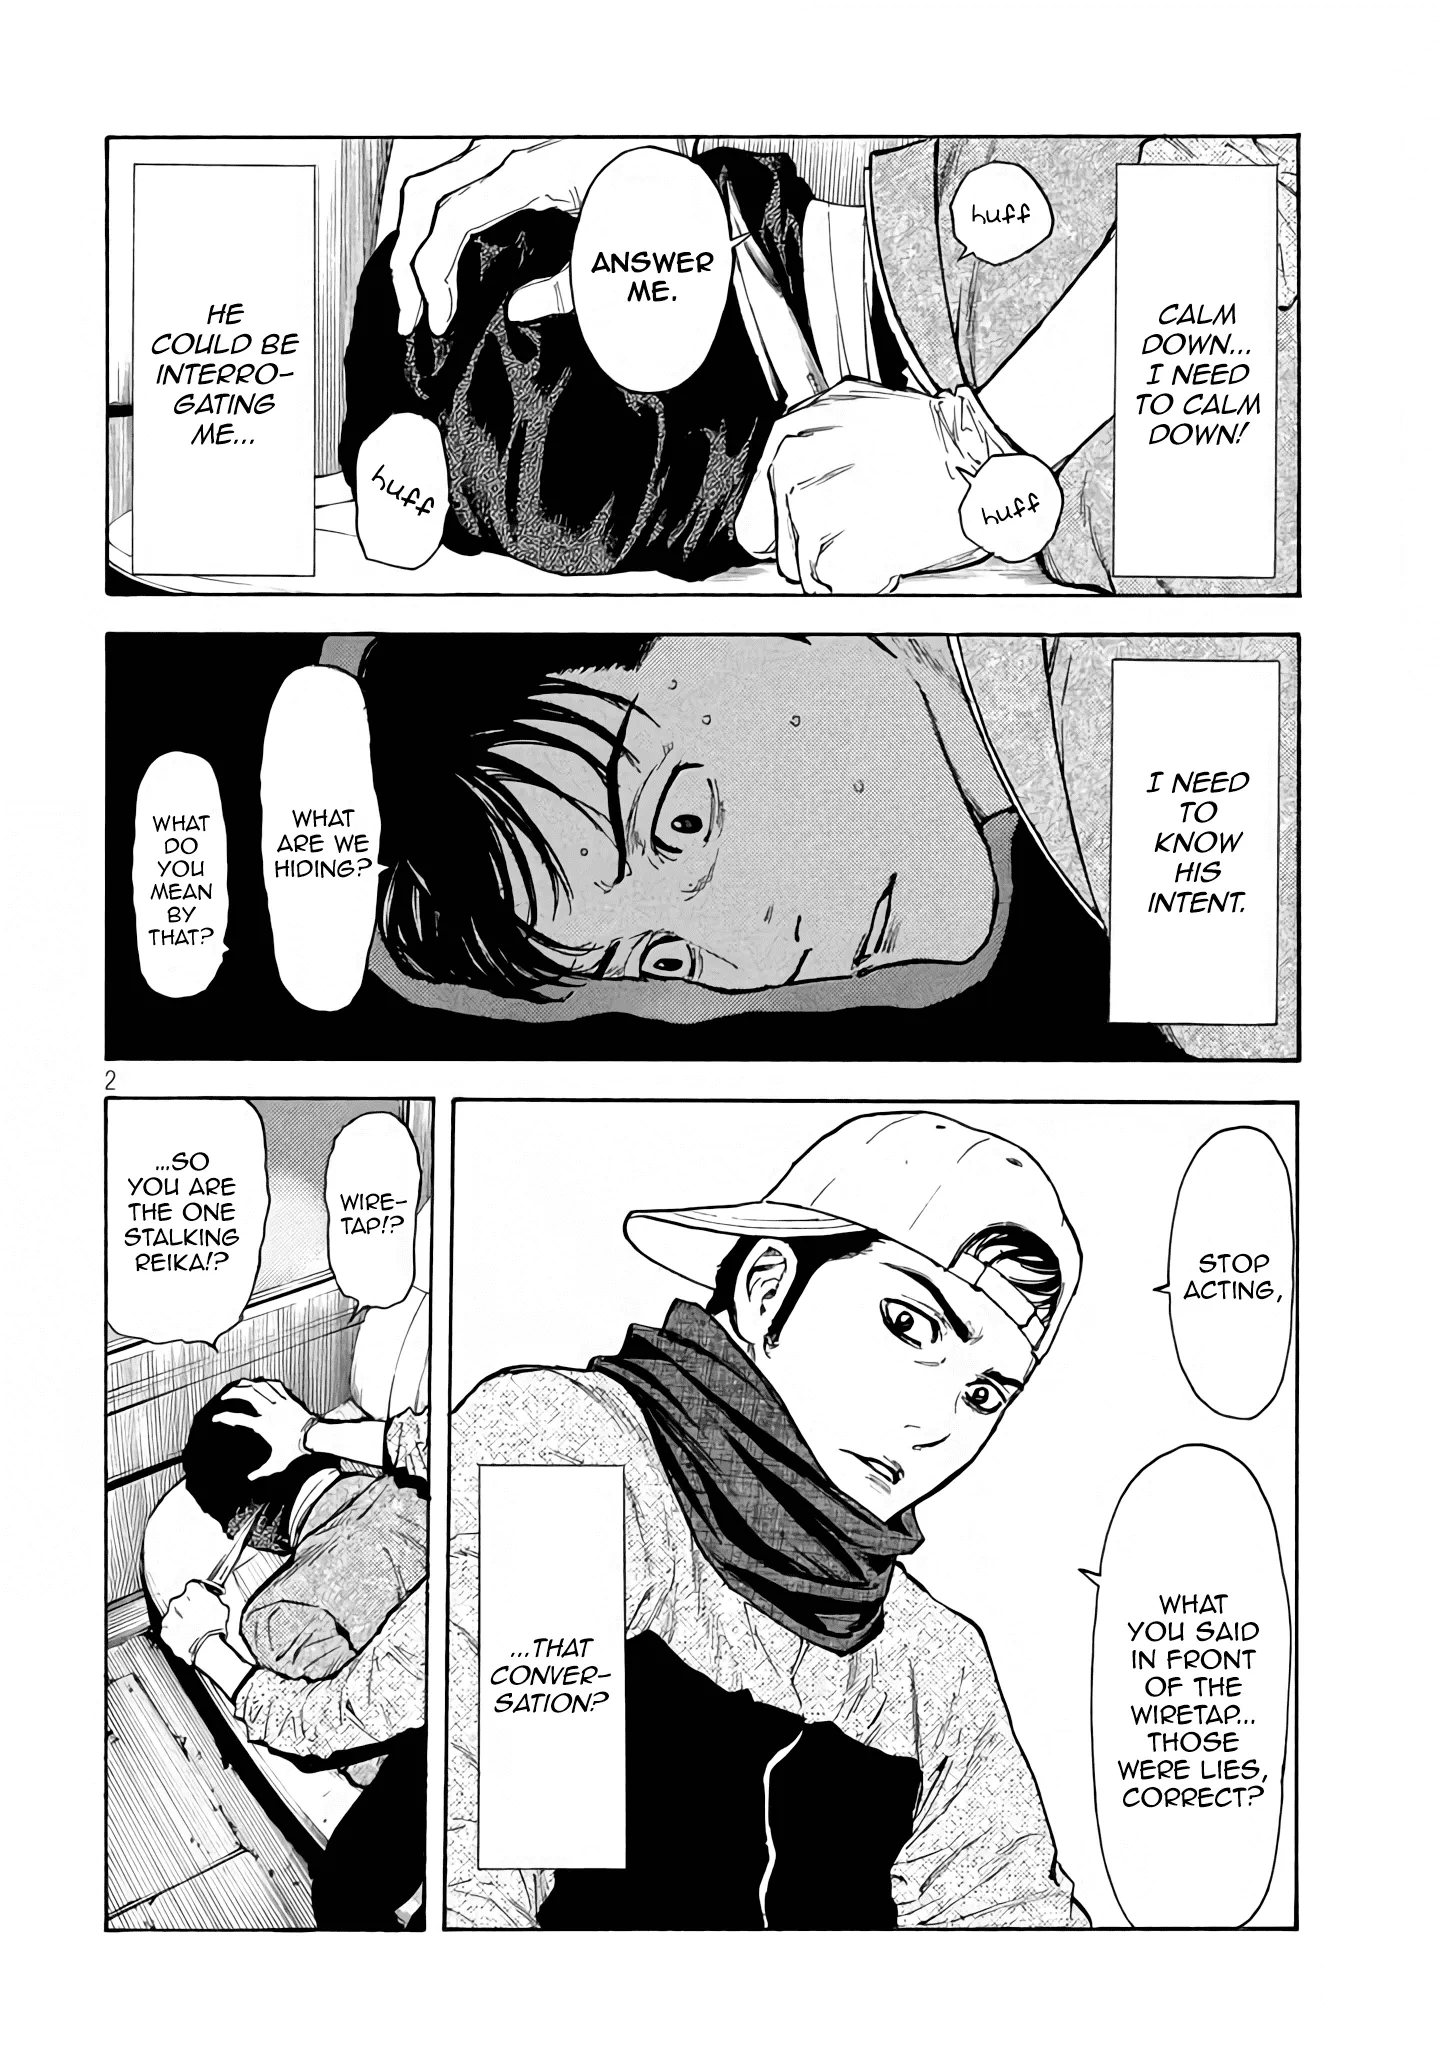 CALM
DOWN...
I NEED
TO CALM
DOWN!
huff
huff
ANSWER
ME.
huff
HE
COULD BE
INTERRO-
GATING
ME...
I NEED
TO
KNOW
HIS
INTENT.
WHAT
ARE WE
HIDING?
WHAT
DO
YOU
MEAN
BY
THAT?
2
STOP
ACTING,
WHAT
YOU SAID
IN FRONT
OF THE
WIRETAP...
THOSE
WERE LIES,
CORRECT?
...THAT
CONVER-
SATION?
WIRE-
TAP!?
...SO
YOU ARE
THE ONE
STALKING
REIKA!?